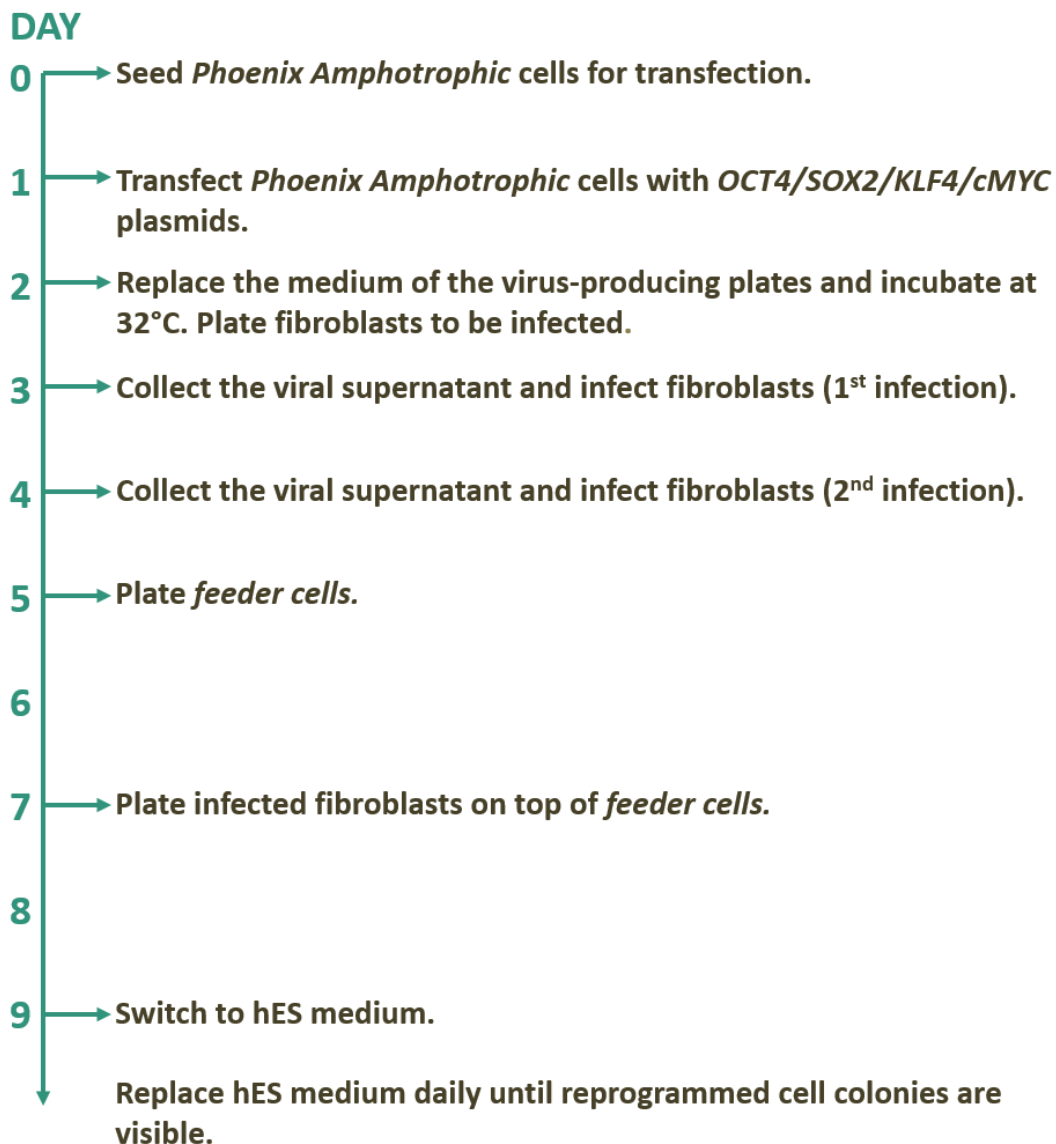 DAY
0 Seed Phoenix Amphotrophic cells for transfection.
1 Transfect Phoenix Amphotrophic cells with OCT4/SOX2/KLF4/cMYC
plasmids.
2 Replace the medium of the virus-producing plates and incubate at
32°C. Plate fibroblasts to be infected.
3 Collect the viral supernatant and infect fibroblasts (1st infection).
4 Collect the viral supernatant and infect fibroblasts (2nd infection).
5 Plate feeder cells.
6
7 Plate infected fibroblasts on top of feeder cells.
8
9 Switch to hES medium.
Replace hES medium daily until reprogrammed cell colonies are
visible.